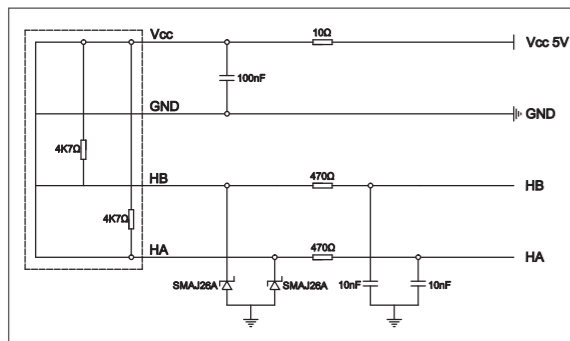 Vcc 10Ω Vcc 5V
100nF
GND GND
4K7Ω
HB 470Ω HB
4K7Ω
HA 470Ω HA
SMAJ26A SMAJ26A 10nF 10nF